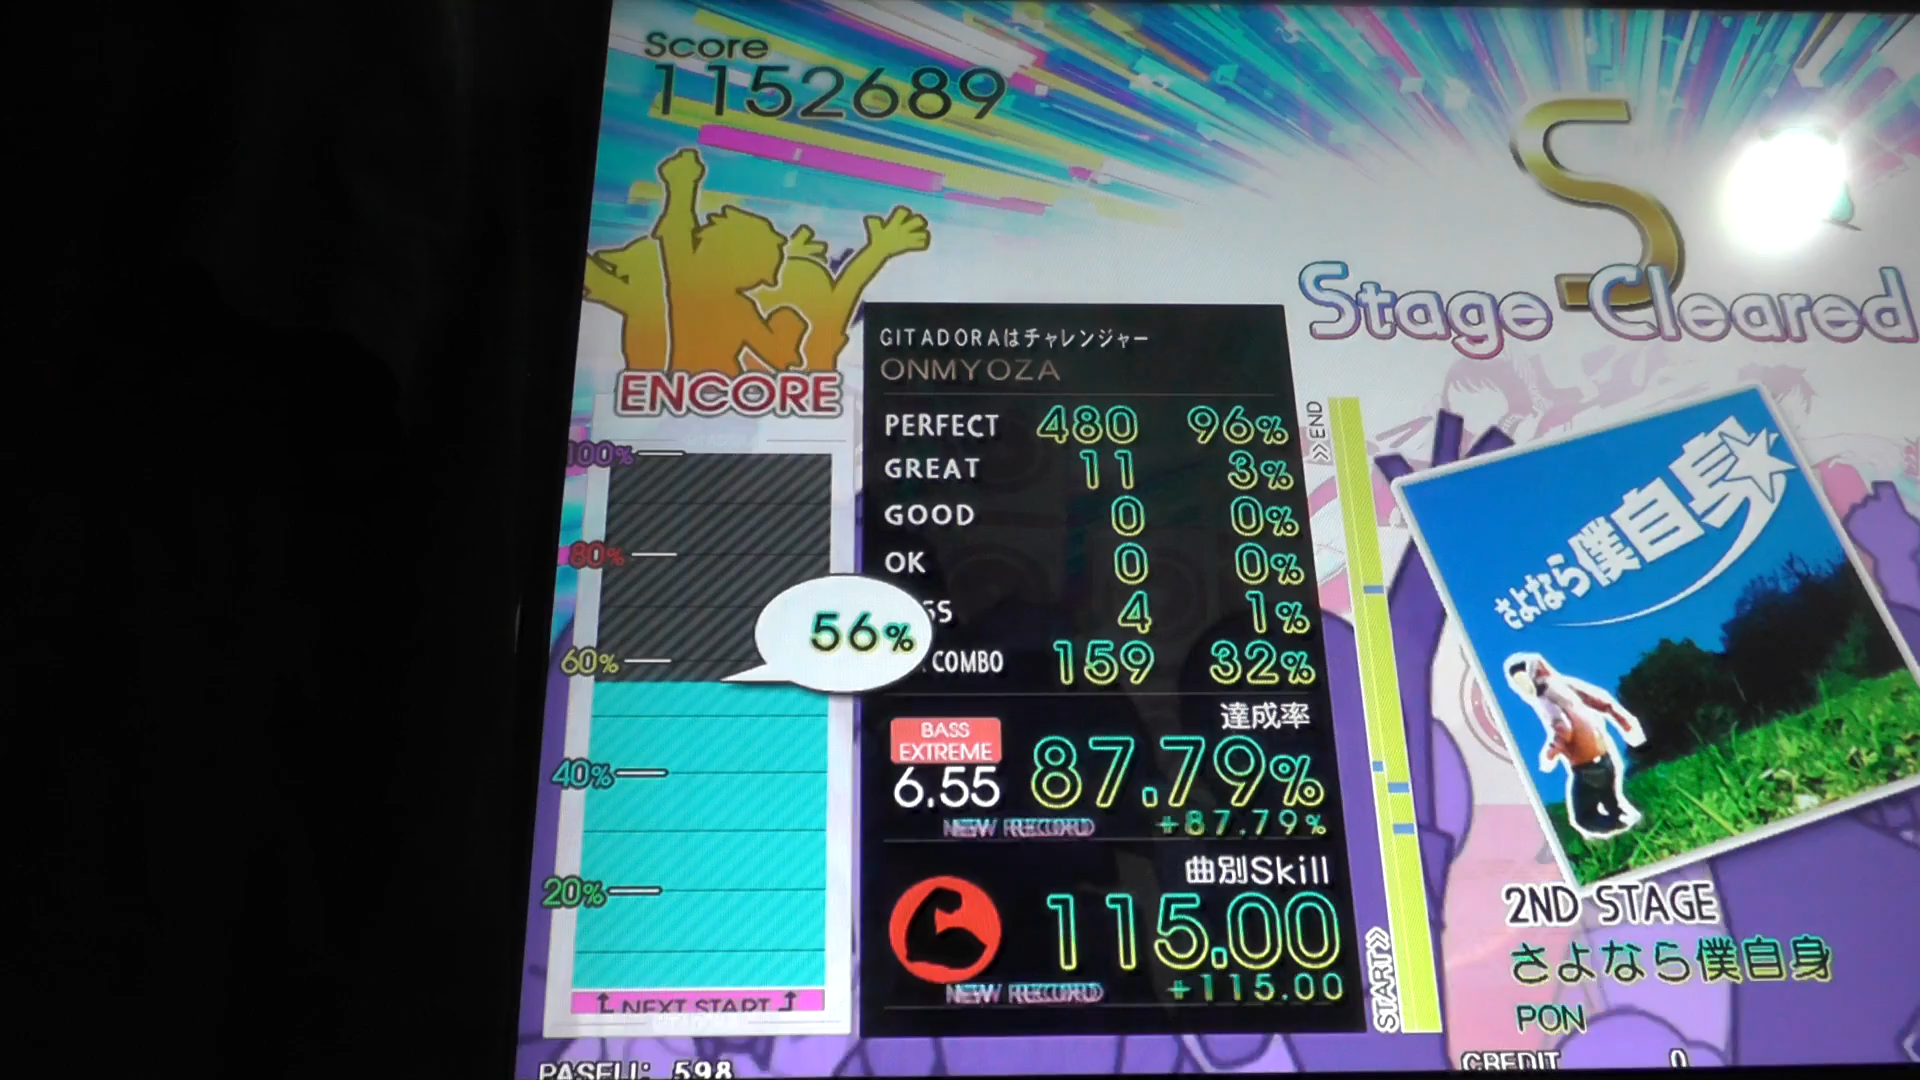 Score
1152689
S
Stage Cleared
ENCORE
GITADORAはチャレンジャー
ONMYOZA
PERFECT 480 96%
GREAT 11 3%
GOOD 0 0%
OK 0 0%
SS 4 1%
COMBO 159 32%
100%
80%
60%
40%
20%
56%
NEXT START
達成率
BASS
EXTREME
6.55
87.79%
NEW RECORD +87.79%
曲別Skill
115.00
NEW RECORD +115.00
>>END
START>>
さよなら僕自身
2ND STAGE
さよなら僕自身
PON
PASELI: 598
CREDIT 0